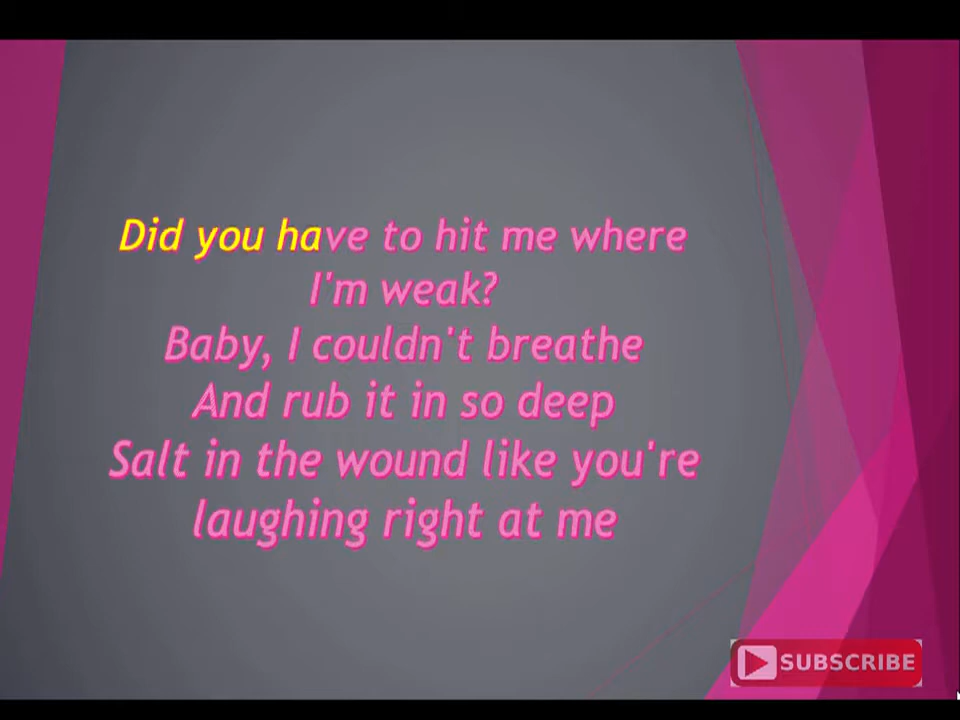 Did you have to hit me where
I'm weak?
Baby, I couldn't breathe
And rub it in so deep
Salt in the wound like you're
laughing right at me
SUBSCRIBE